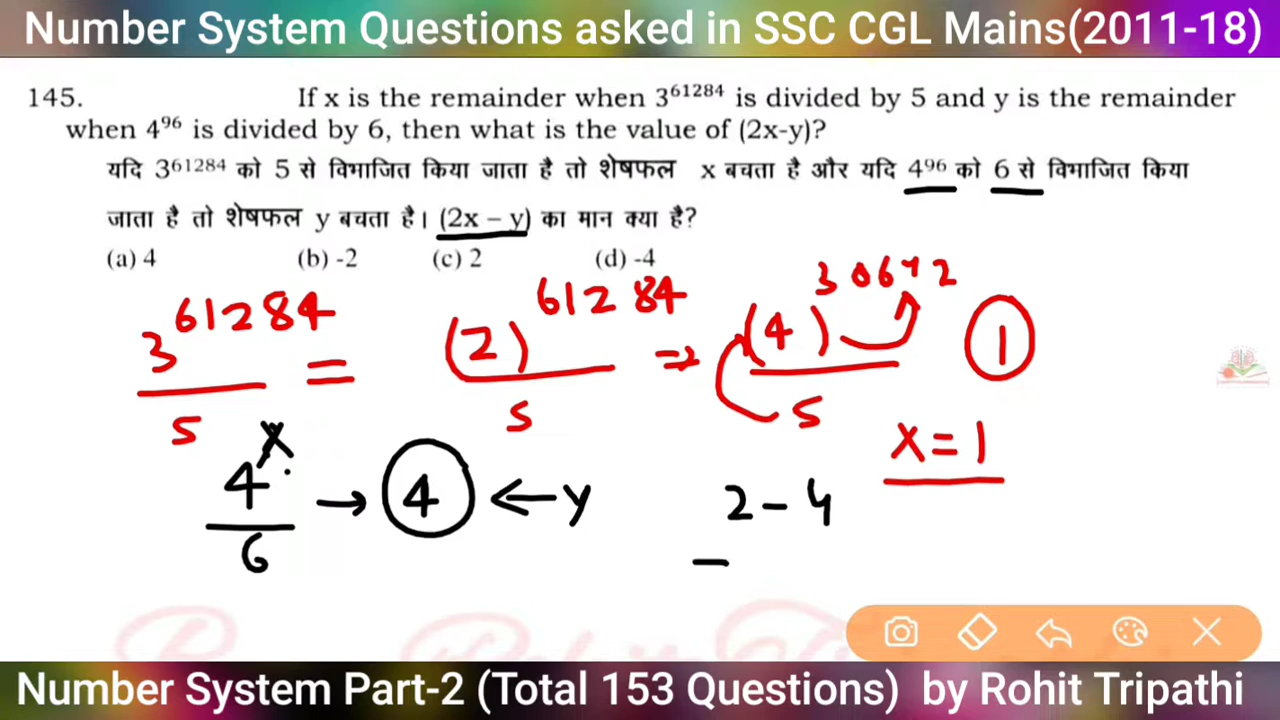 Number System Questions asked in SSC CGL Mains(2011-18)
145. If x is the remainder when 3^61284 is divided by 5 and y is the remainder
when 4^96 is divided by 6, then what is the value of (2x-y)?
यदि 3^61284 को 5 से विभाजित किया जाता है तो शेषफल x बचता है और यदि 4^96 को 6 से विभाजित किया
जाता है तो शेषफल y बचता है। (2x – y) का मान क्या है?
(a) 4 (b) -2 (c) 2 (d) -4
3^61284 / 5 = (2)^61284 / 5 => (4)^30642 / 5 1
x = 1
4^x / 6 → 4 ← y 2 - 4
–
Number System Part-2 (Total 153 Questions) by Rohit Tripathi